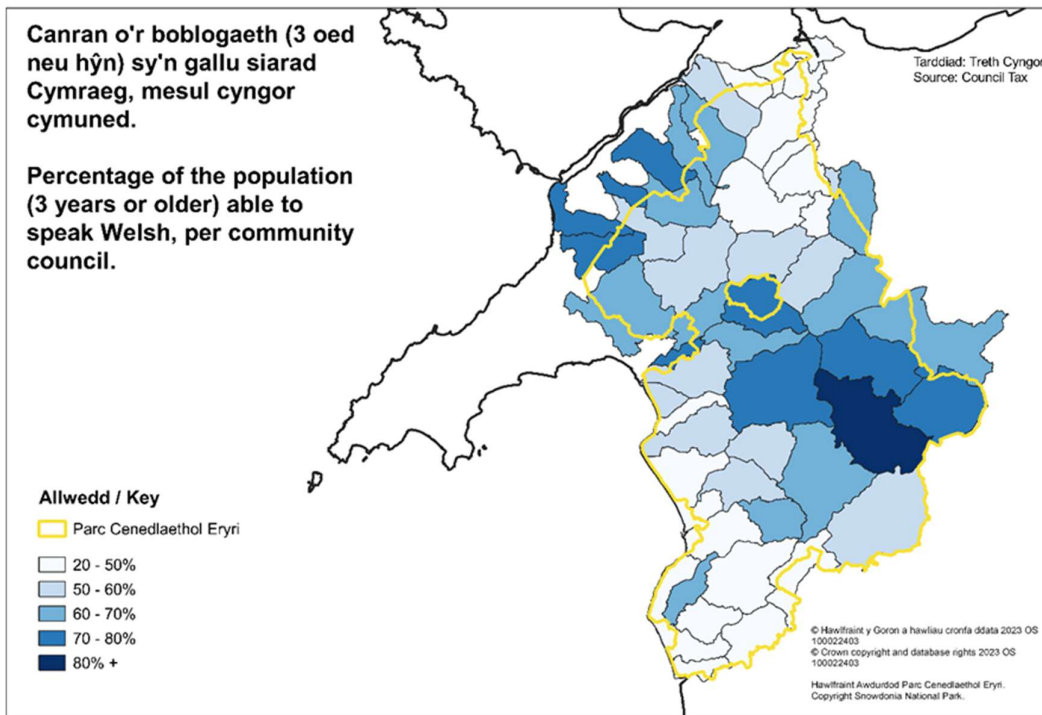 Canran o'r boblogaeth (3 oed
neu hŷn) sy'n gallu siarad
Cymraeg, mesul cyngor
cymuned.
Percentage of the population
(3 years or older) able to
speak Welsh, per community
council.
Tarddiad: Treth Cyngor
Source: Council Tax
Allwedd / Key
Parc Cenedlaethol Eryri
20 - 50%
50 - 60%
60 - 70%
70 - 80%
80% +
© Hawlfraint y Goron a hawliau cronfa ddata 2023 OS
100022403
© Crown copyright and database rights 2023 OS
100022403
Hawlfraint Awdurdod Parc Cenedlaethol Eryri.
Copyright Snowdonia National Park.